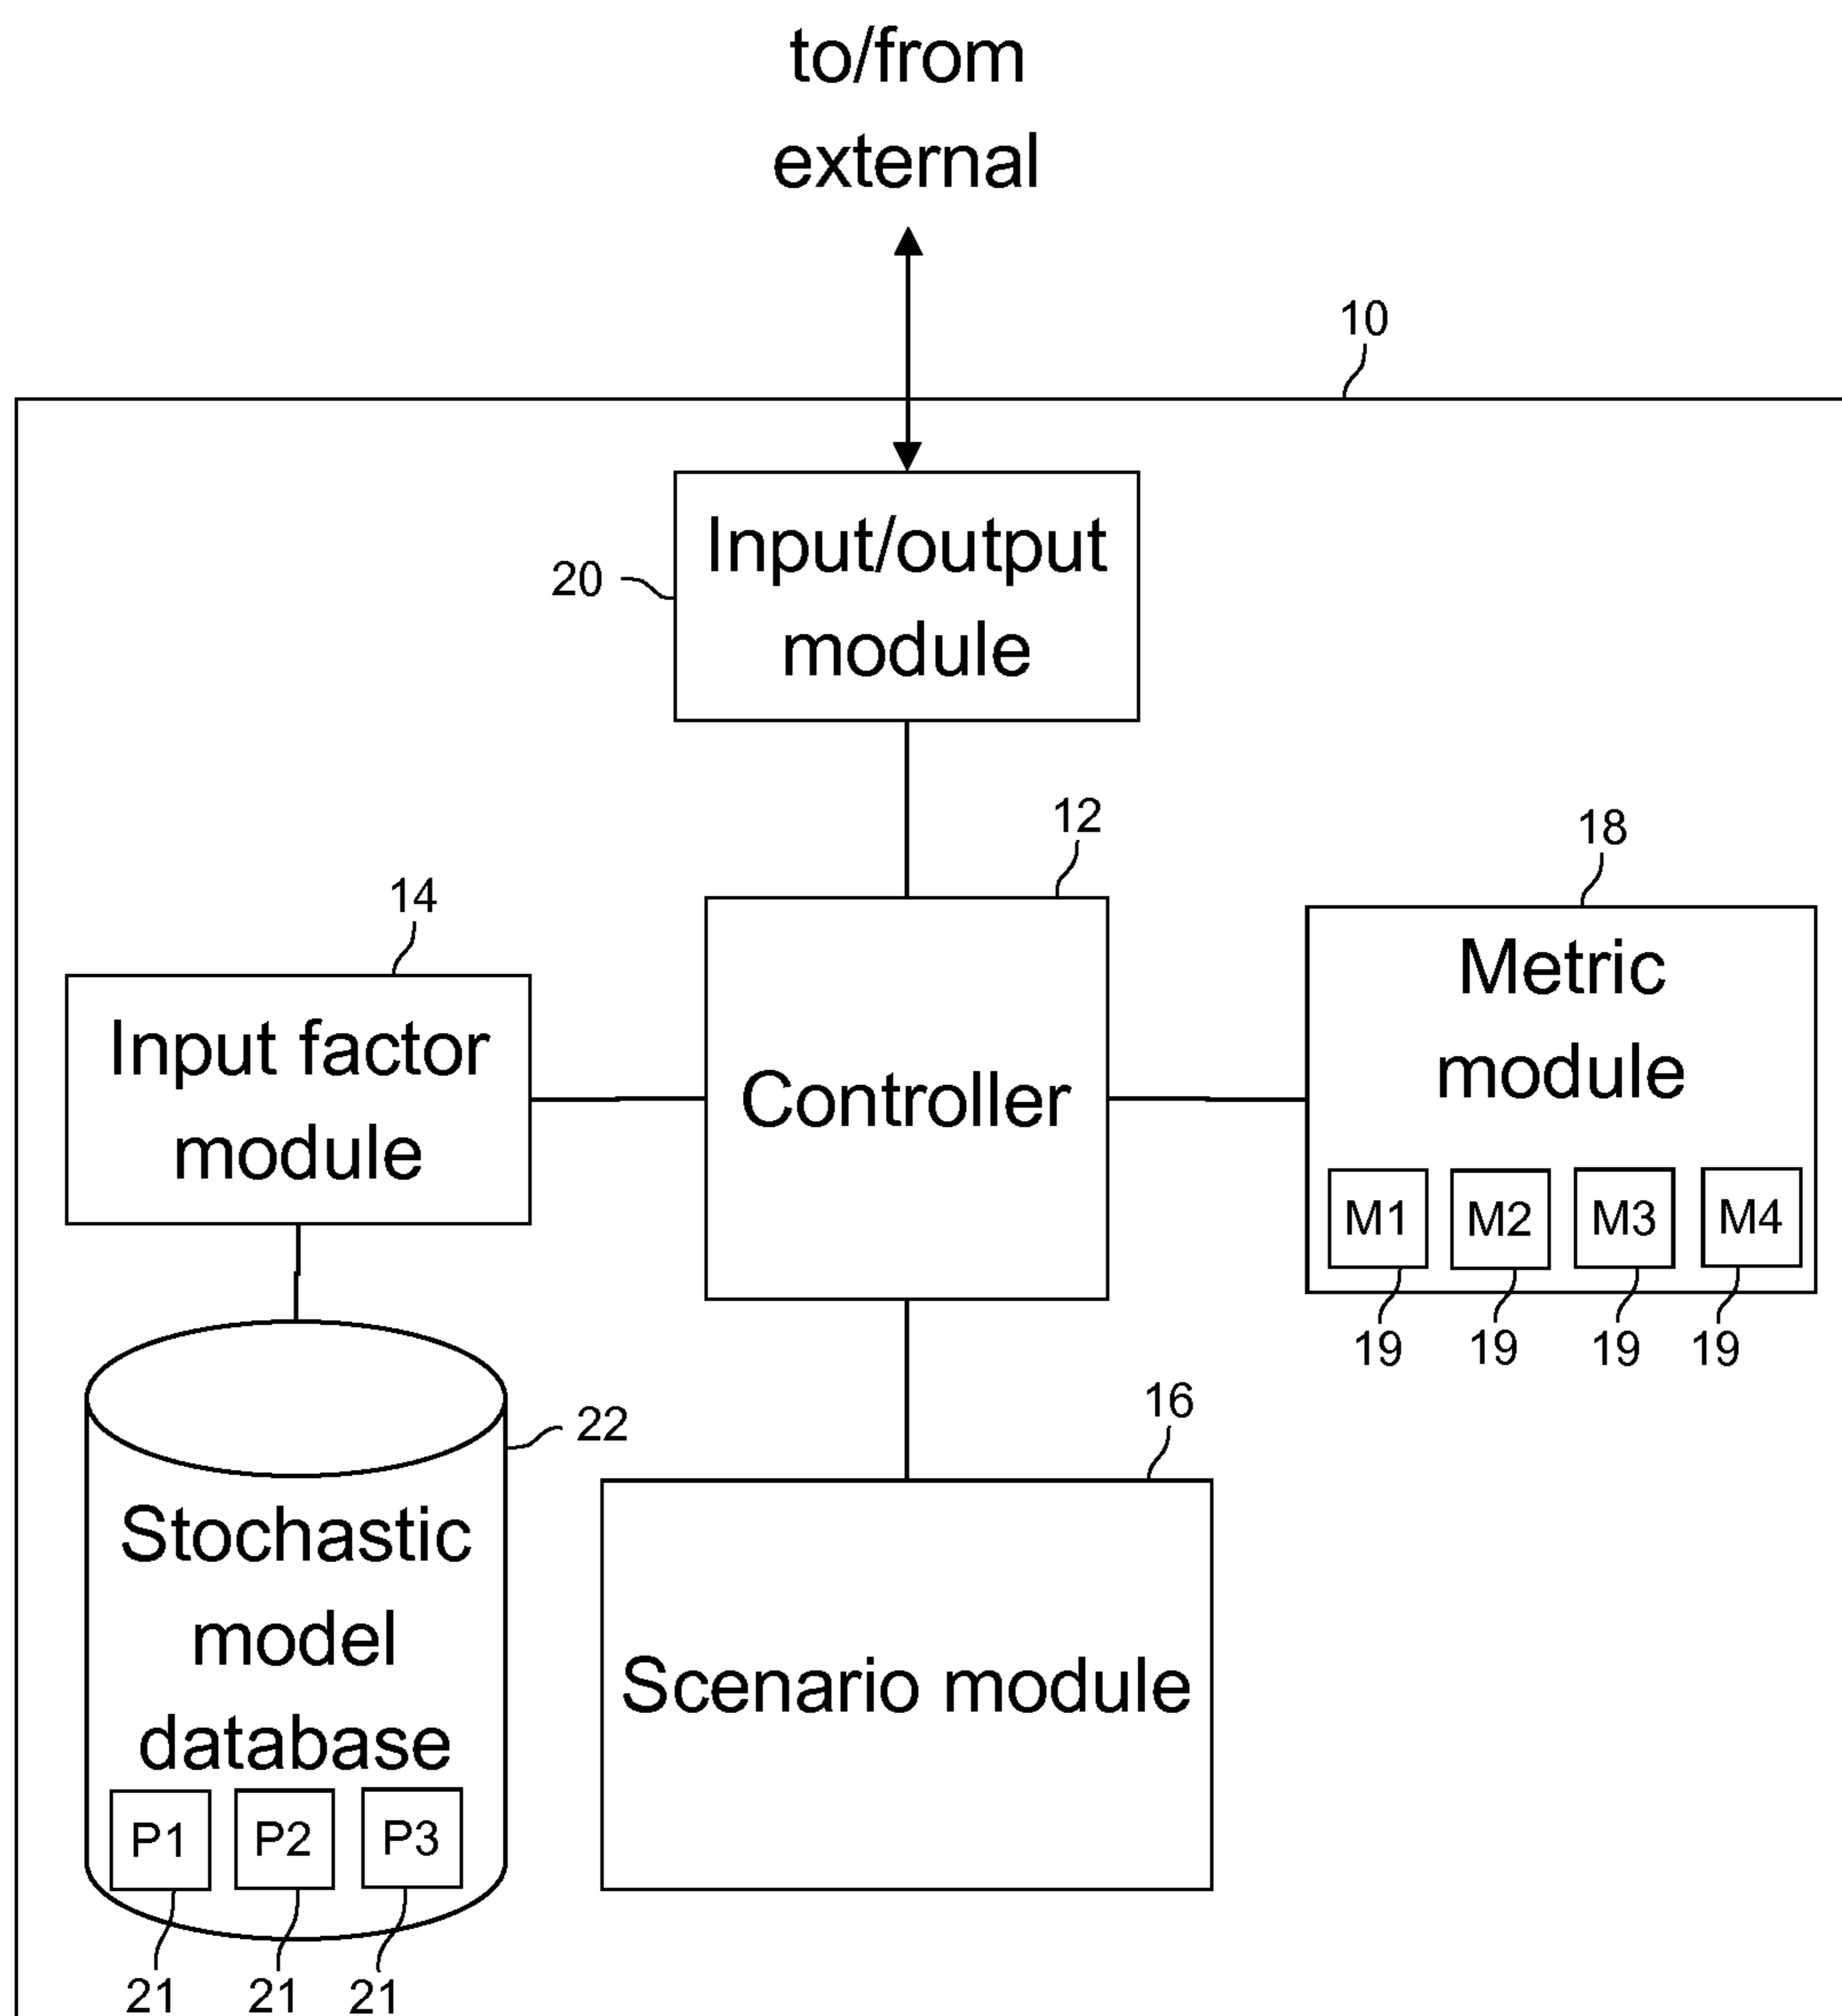 to/from
external
10
Input/output
module
20
12
18
14
Metric
module
Input factor
module
Controller
M1 M2 M3 M4
19 19 19 19
16
22
Stochastic
model
database
Scenario module
P1 P2 P3
21 21 21